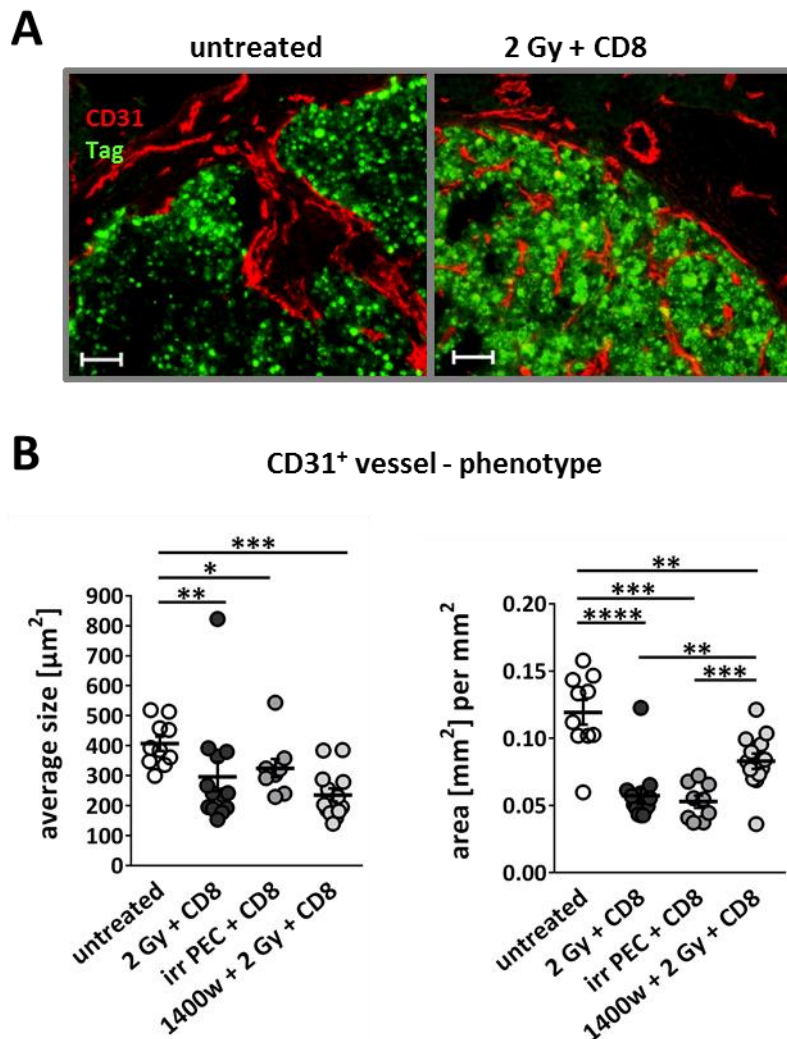 A
untreated
2 Gy + CD8
CD31
Tag
B
CD31⁺ vessel - phenotype
***
*
**
average size [µm²]
900
800
700
600
500
400
300
200
100
0
untreated
2 Gy + CD8
irr PEC + CD8
1400w + 2 Gy + CD8
**
***
****
**
***
area [mm²] per mm²
0.20
0.15
0.10
0.05
0.00
untreated
2 Gy + CD8
irr PEC + CD8
1400w + 2 Gy + CD8